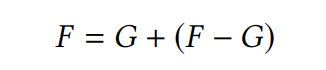 F = G + (F − G)